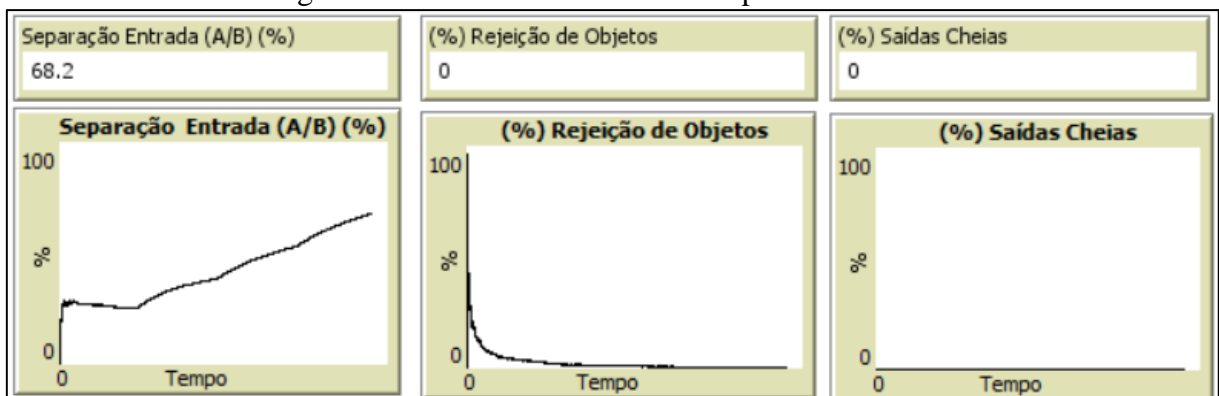 Separação Entrada (A/B) (%)
68.2
(%) Rejeição de Objetos
0
(%) Saídas Cheias
0
Separação Entrada (A/B) (%)
100
%
0
0
Tempo
(%) Rejeição de Objetos
100
%
0
0
Tempo
(%) Saídas Cheias
100
%
0
0
Tempo